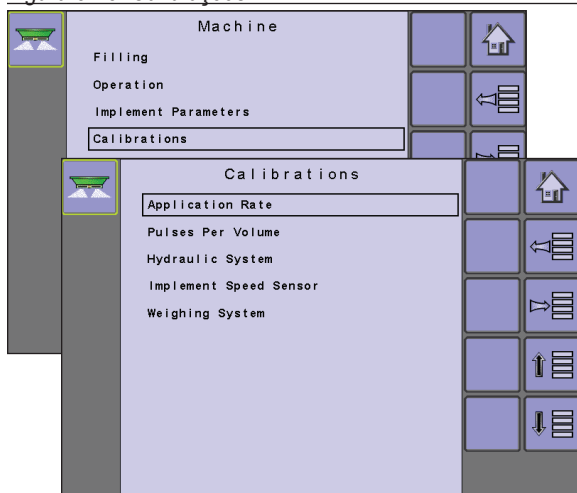 Machine
Filling
Operation
Implement Parameters
Calibrations
Calibrations
Application Rate
Pulses Per Volume
Hydraulic System
Implement Speed Sensor
Weighing System